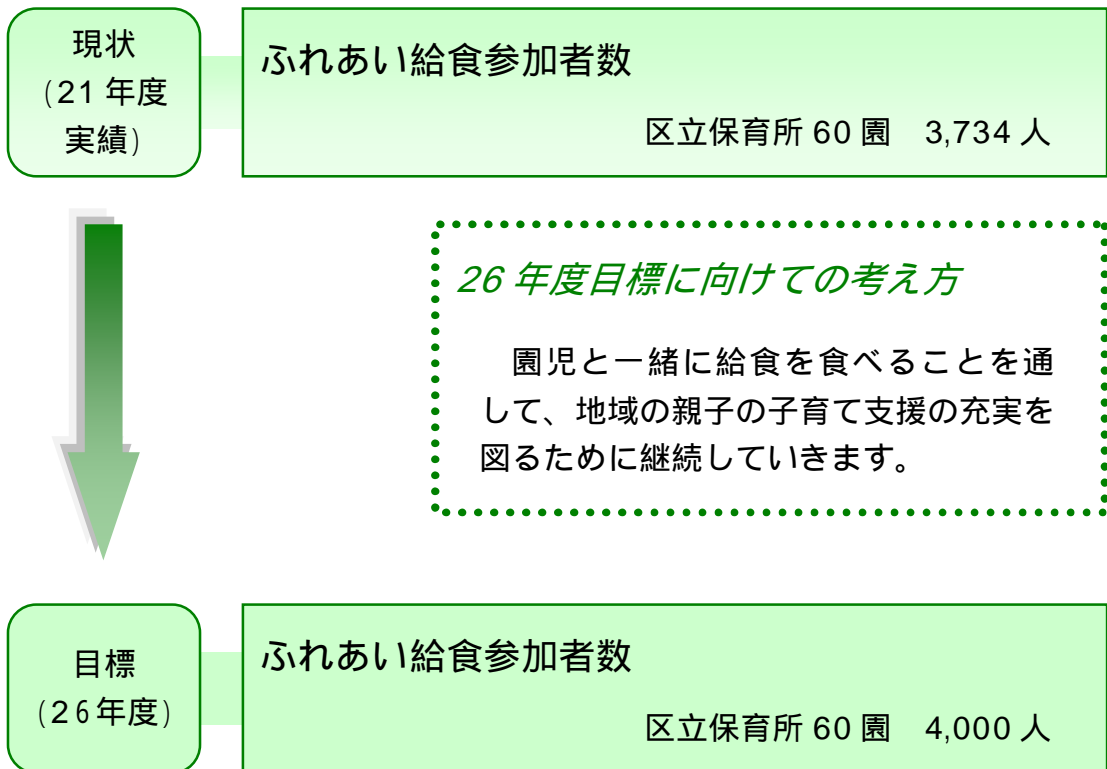 現状
(21 年度
実績)
ふれあい給食参加者数
区立保育所 60 園　3,734 人
26 年度目標に向けての考え方
園児と一緒に給食を食べることを通
して、地域の親子の子育て支援の充実を
図るために継続していきます。
目標
(26年度)
ふれあい給食参加者数
区立保育所 60 園　4,000 人